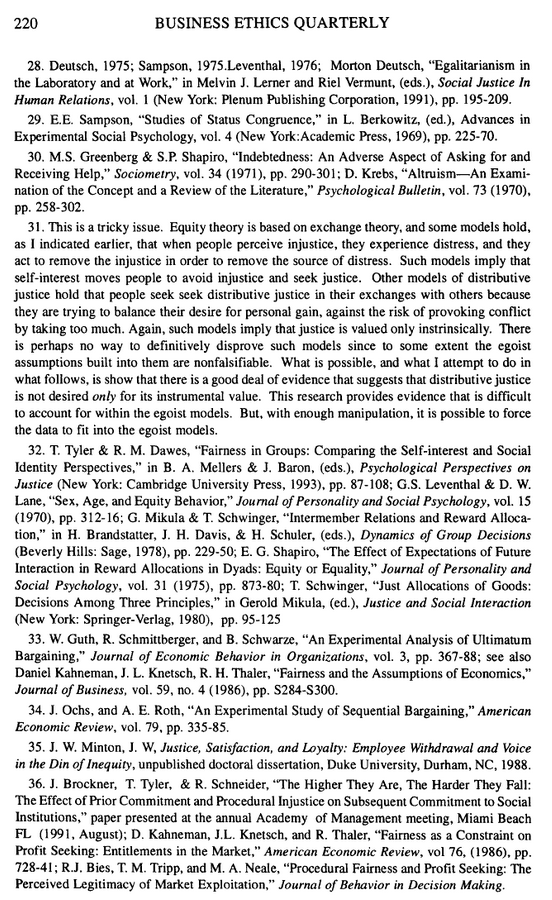 220 BUSINESS ETHICS QUARTERLY
28. Deutsch, 1975; Sampson, 1975.Leventhal, 1976; Morton Deutsch, “Egalitarianism in
the Laboratory and at Work,” in Melvin J. Lerner and Riel Vermunt, (eds.), Social Justice In
Human Relations, vol. 1 (New York: Plenum Publishing Corporation, 1991), pp. 195-209.
29. E.E. Sampson, “Studies of Status Congruence,” in L. Berkowitz, (ed.), Advances in
Experimental Social Psychology, vol. 4 (New York:Academic Press, 1969), pp. 225-70.
30. M.S. Greenberg & S.P. Shapiro, “Indebtedness: An Adverse Aspect of Asking for and
Receiving Help,” Sociometry, vol. 34 (1971), pp. 290-301; D. Krebs, “Altruism—An Exami-
nation of the Concept and a Review of the Literature,” Psychological Bulletin, vol. 73 (1970),
pp. 258-302.
31. This is a tricky issue. Equity theory is based on exchange theory, and some models hold,
as I indicated earlier, that when people perceive injustice, they experience distress, and they
act to remove the injustice in order to remove the source of distress. Such models imply that
self-interest moves people to avoid injustice and seek justice. Other models of distributive
justice hold that people seek seek distributive justice in their exchanges with others because
they are trying to balance their desire for personal gain, against the risk of provoking conflict
by taking too much. Again, such models imply that justice is valued only intrinsically. There
is perhaps no way to definitively disprove such models since to some extent the egoist
assumptions built into them are nonfalsifiable. What is possible, and what I attempt to do in
what follows, is show that there is a good deal of evidence that suggests that distributive justice
is not desired only for its instrumental value. This research provides evidence that is difficult
to account for within the egoist models. But, with enough manipulation, it is possible to force
the data to fit into the egoist models.
32. T. Tyler & R. M. Dawes, “Fairness in Groups: Comparing the Self-interest and Social
Identity Perspectives,” in B. A. Mellers & J. Baron, (eds.), Psychological Perspectives on
Justice (New York: Cambridge University Press, 1993), pp. 87-108; G.S. Leventhal & D. W.
Lane, “Sex, Age, and Equity Behavior,” Journal of Personality and Social Psychology, vol. 15
(1970), pp. 312-16; G. Mikula & T. Schwinger, “Intermember Relations and Reward Alloca-
tion,” in H. Brandstatter, J. H. Davis, & H. Schuler, (eds.), Dynamics of Group Decisions
(Beverly Hills: Sage, 1978), pp. 229-50; E. G. Shapiro, “The Effect of Expectations of Future
Interaction in Reward Allocations in Dyads: Equity or Equality,” Journal of Personality and
Social Psychology, vol. 31 (1975), pp. 873-80; T. Schwinger, “Just Allocations of Goods:
Decisions Among Three Principles,” in Gerold Mikula, (ed.), Justice and Social Interaction
(New York: Springer-Verlag, 1980), pp. 95-125
33. W. Guth, R. Schmittberger, and B. Schwarze, “An Experimental Analysis of Ultimatum
Bargaining,” Journal of Economic Behavior in Organizations, vol. 3, pp. 367-88; see also
Daniel Kahneman, J. L. Knetsch, R. H. Thaler, “Fairness and the Assumptions of Economics,”
Journal of Business, vol. 59, no. 4 (1986), pp. S284-S300.
34. J. Ochs, and A. E. Roth, “An Experimental Study of Sequential Bargaining,” American
Economic Review, vol. 79, pp. 335-85.
35. J. W. Minton, J. W, Justice, Satisfaction, and Loyalty: Employee Withdrawal and Voice
in the Din of Inequity, unpublished doctoral dissertation, Duke University, Durham, NC, 1988.
36. J. Brockner, T. Tyler, & R. Schneider, “The Higher They Are, The Harder They Fall:
The Effect of Prior Commitment and Procedural Injustice on Subsequent Commitment to Social
Institutions,” paper presented at the annual Academy of Management meeting, Miami Beach
FL (1991, August); D. Kahneman, J.L. Knetsch, and R. Thaler, “Fairness as a Constraint on
Profit Seeking: Entitlements in the Market,” American Economic Review, vol 76, (1986), pp.
728-41; R.J. Bies, T. M. Tripp, and M. A. Neale, “Procedural Fairness and Profit Seeking: The
Perceived Legitimacy of Market Exploitation,” Journal of Behavior in Decision Making.